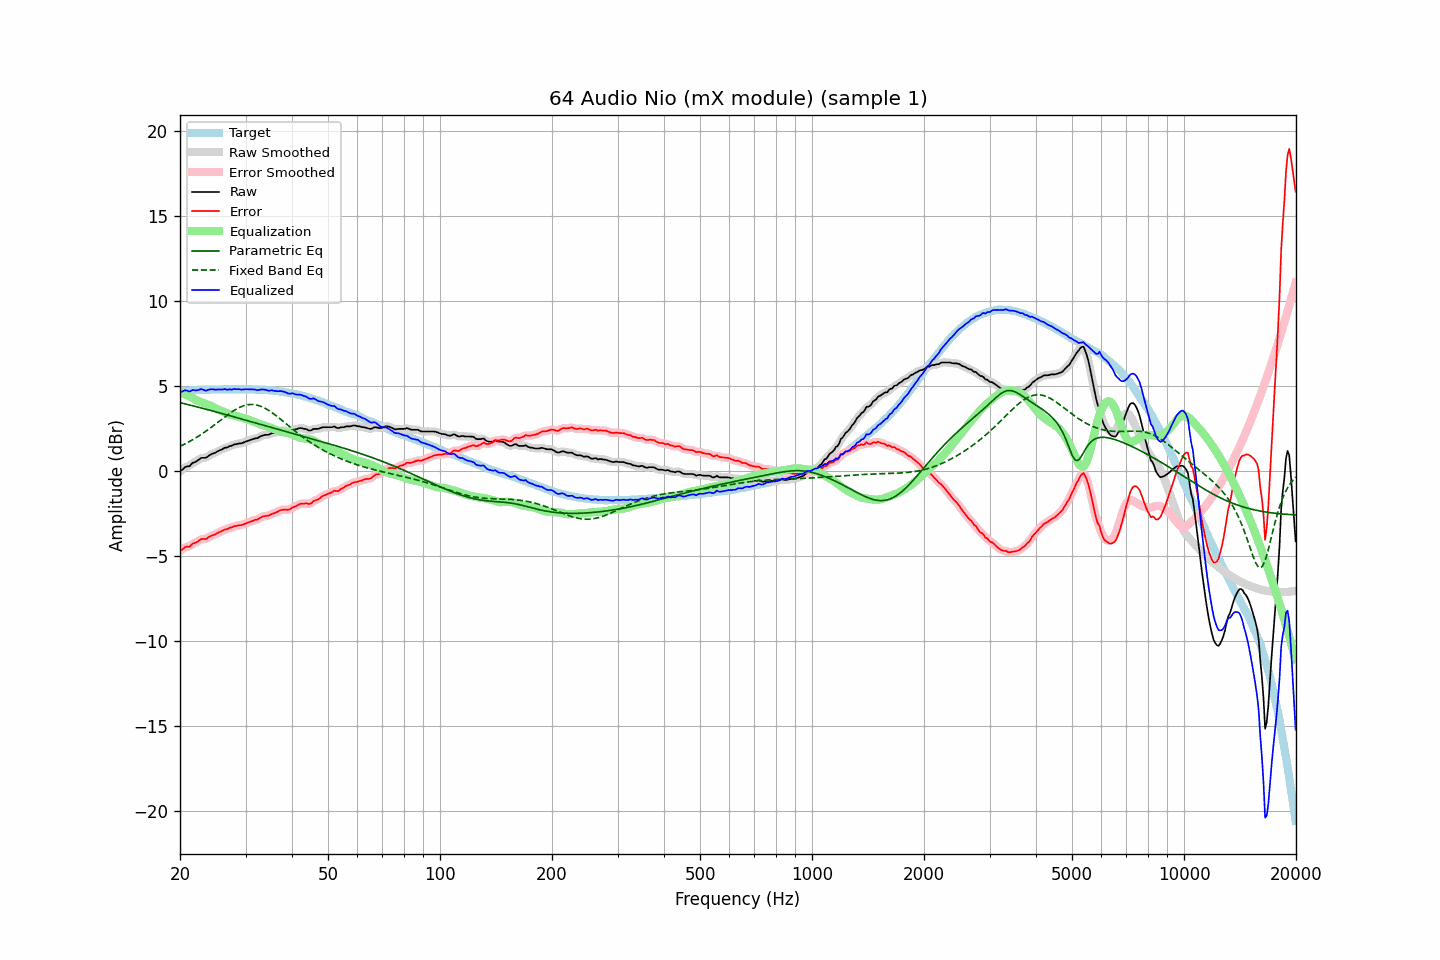 64 Audio Nio (mX module) (sample 1)
Target
Raw Smoothed
Error Smoothed
Raw
Error
Equalization
Parametric Eq
Fixed Band Eq
Equalized
20
15
10
5
0
−5
−10
−15
−20
Amplitude (dBr)
20 50 100 200 500 1000 2000 5000 10000 20000
Frequency (Hz)